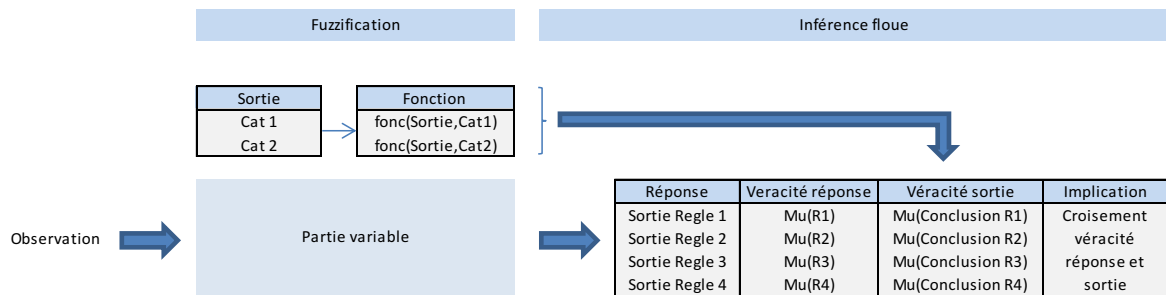 Fuzzification Inférence floue
Sortie Fonction
Cat 1 fonc(Sortie,Cat1)
Cat 2 fonc(Sortie,Cat2)
Réponse Veracité réponse Véracité sortie Implication
Sortie Regle 1 Mu(R1) Mu(Conclusion R1) Croisement
Observation Partie variable Sortie Regle 2 Mu(R2) Mu(Conclusion R2) véracité
Sortie Regle 3 Mu(R3) Mu(Conclusion R3) réponse et
Sortie Regle 4 Mu(R4) Mu(Conclusion R4) sortie